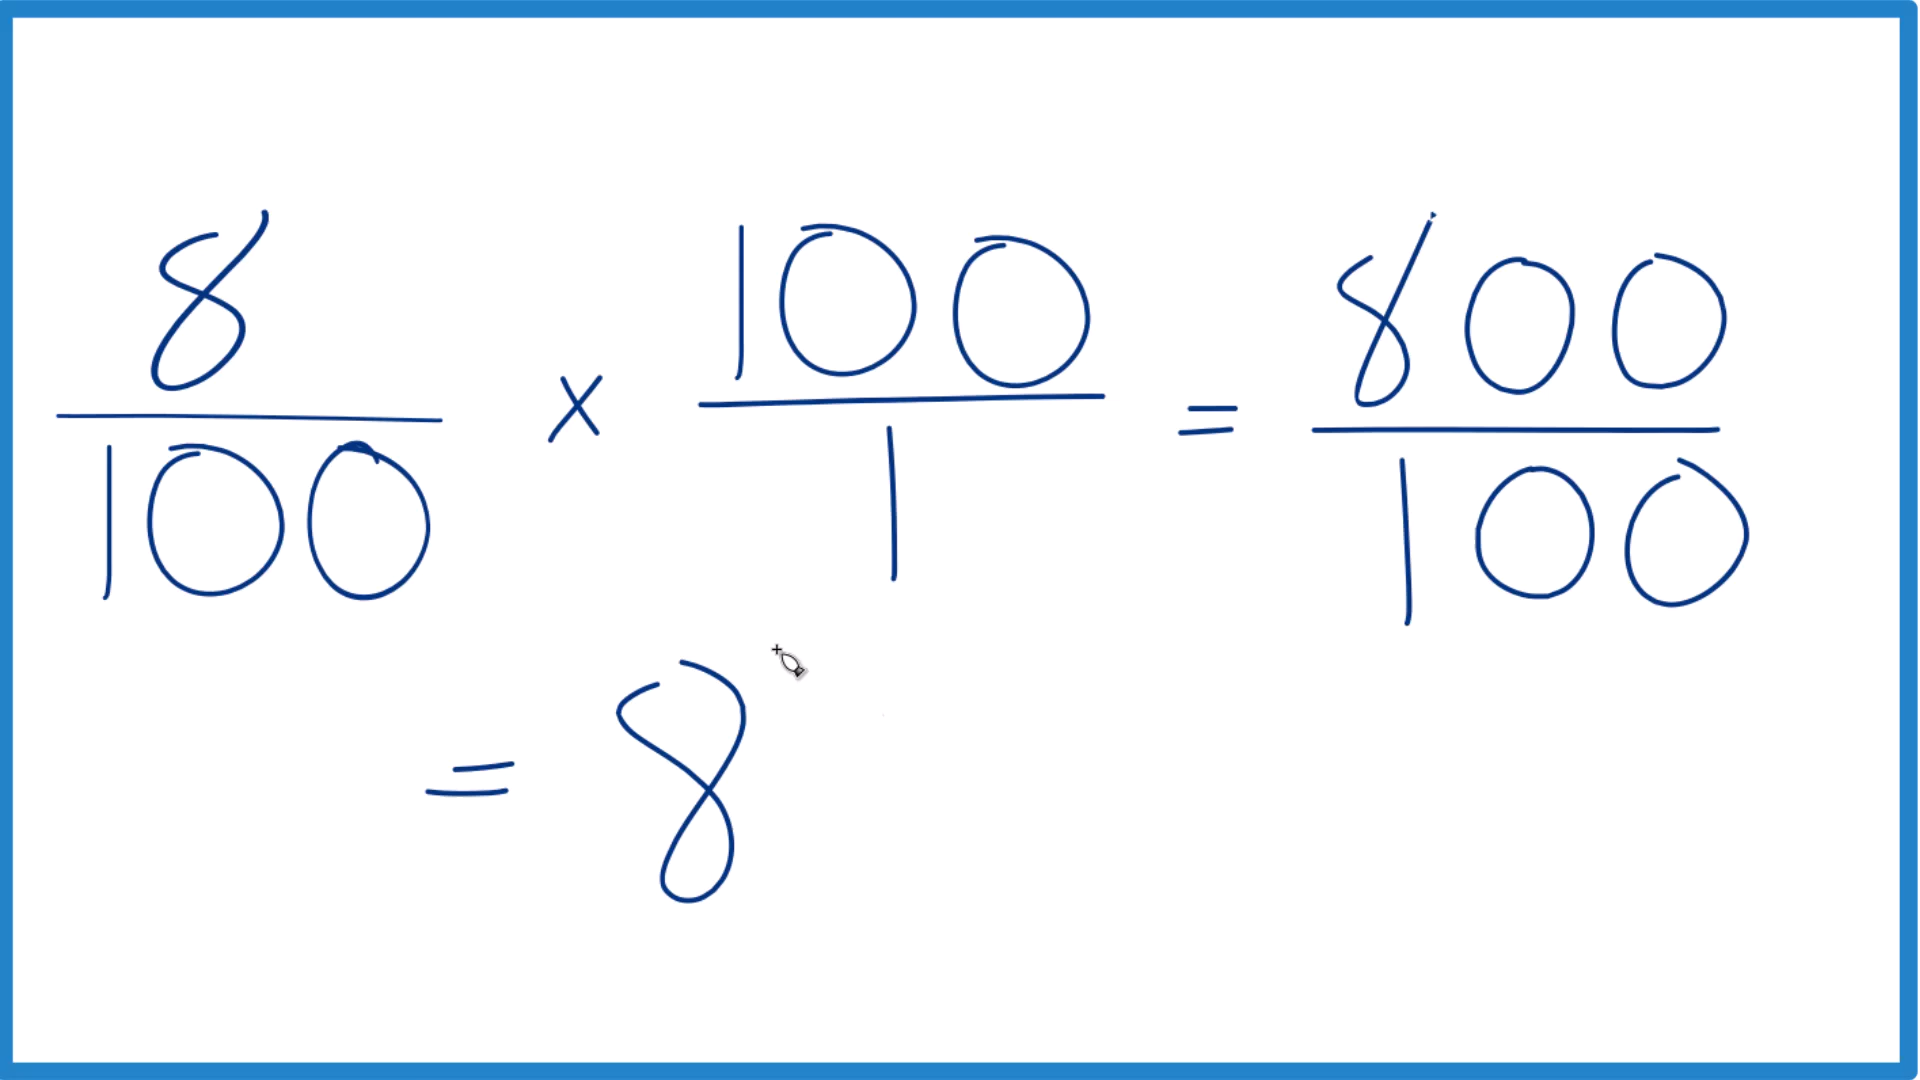 8/100 × 100/1 = 800/100
= 8